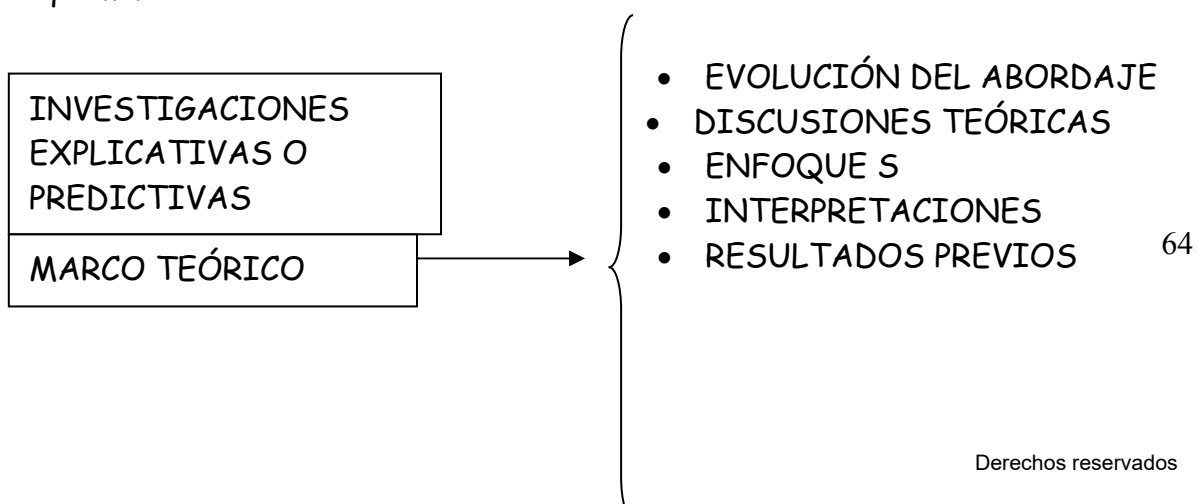 INVESTIGACIONES
EXPLICATIVAS O
PREDICTIVAS
MARCO TEÓRICO
• EVOLUCIÓN DEL ABORDAJE
• DISCUSIONES TEÓRICAS
• ENFOQUE S
• INTERPRETACIONES
• RESULTADOS PREVIOS
64
Derechos reservados